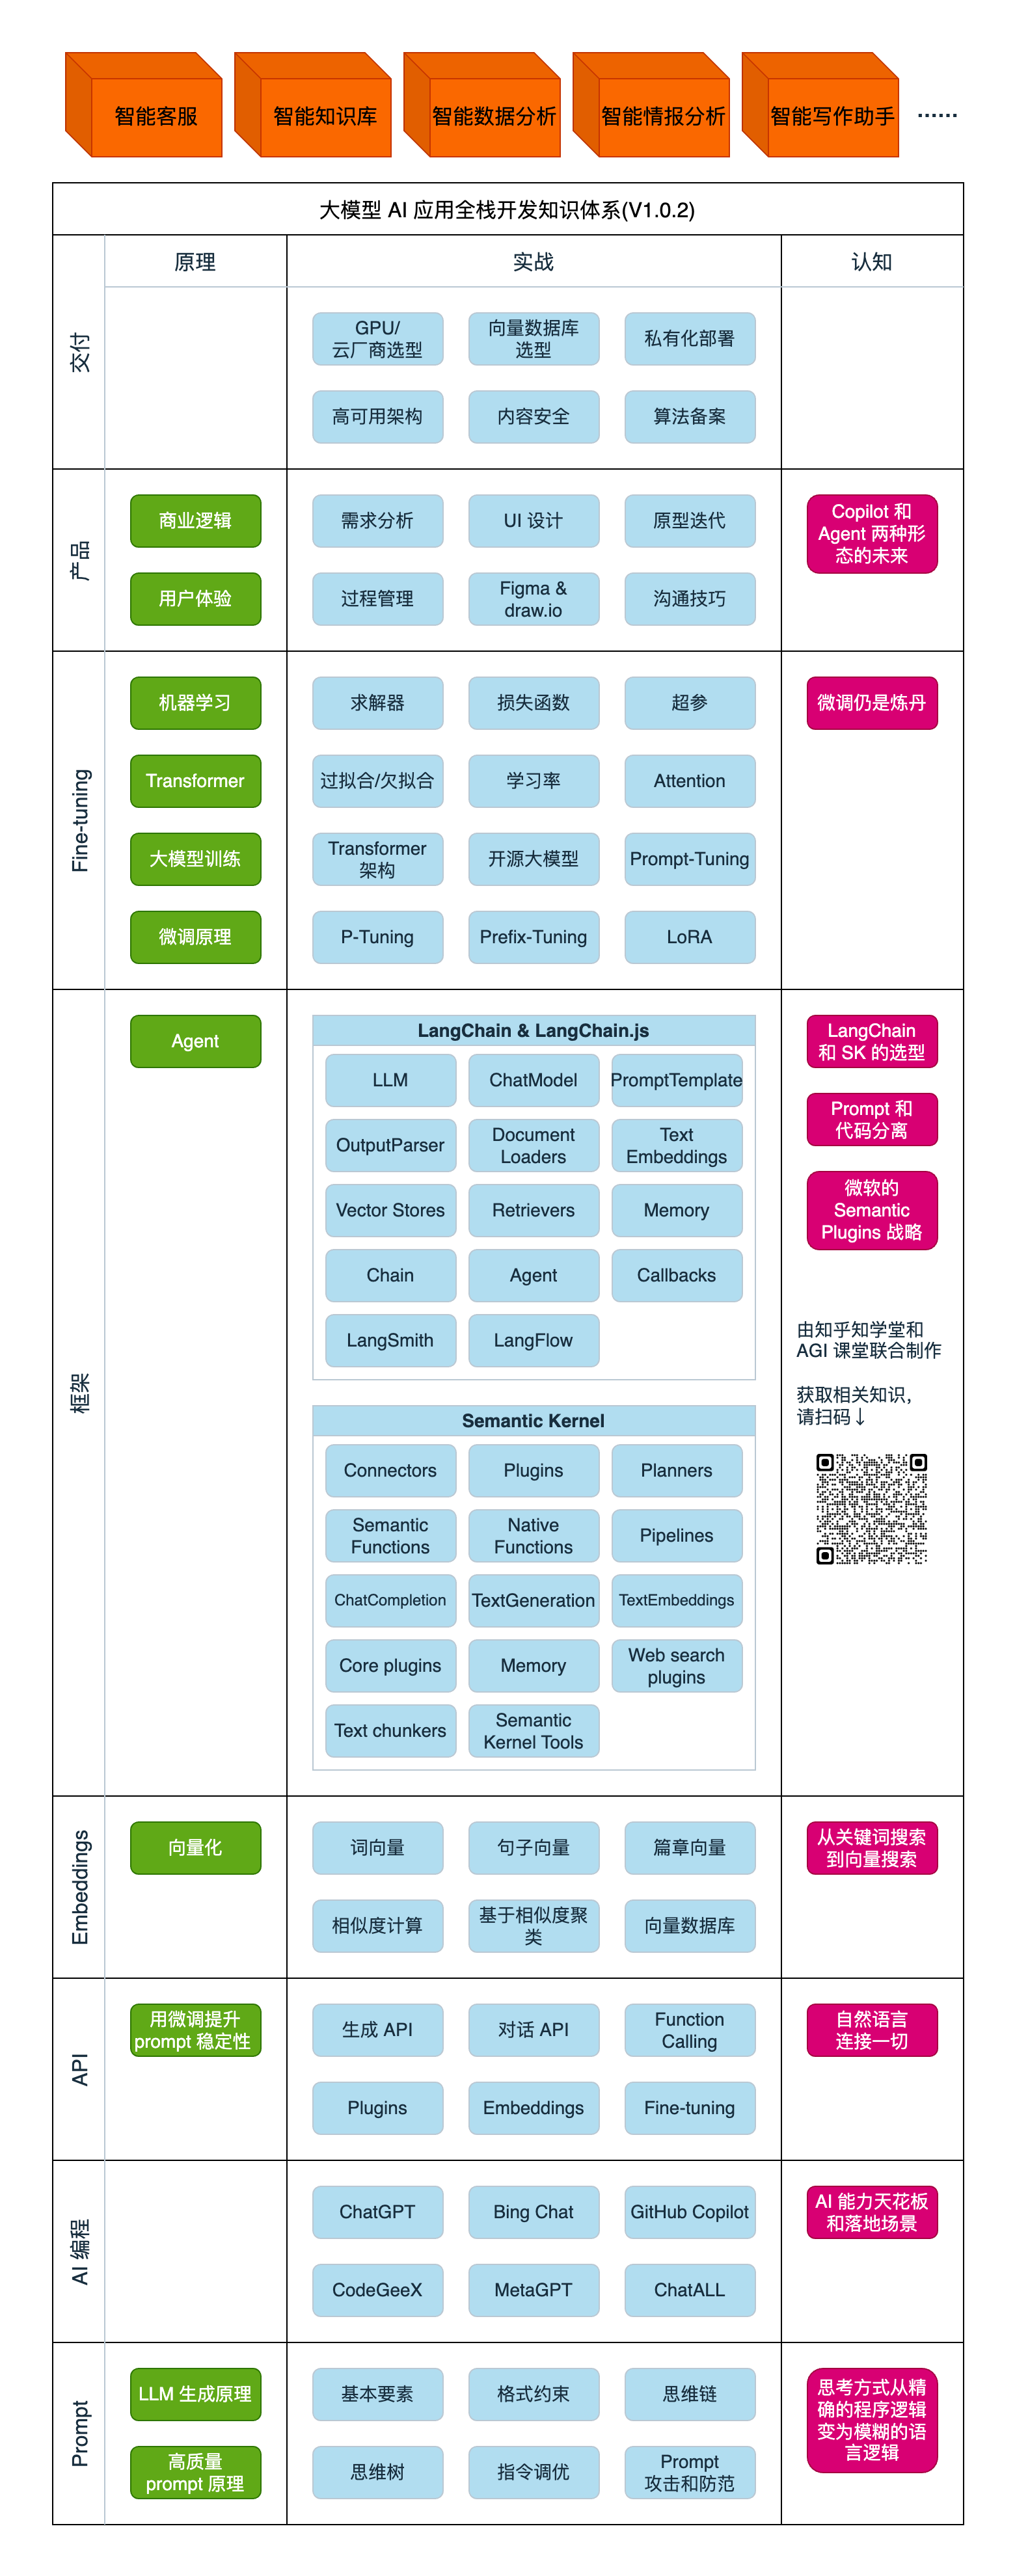 智能客服
智能知识库
智能数据分析
智能情报分析
智能写作助手
······
大模型 AI 应用全栈开发知识体系(V1.0.2)
原理
实战
认知
交付
GPU/
云厂商选型
向量数据库
选型
私有化部署
高可用架构
内容安全
算法备案
产品
商业逻辑
用户体验
需求分析
UI 设计
原型迭代
过程管理
Figma &
draw.io
沟通技巧
Copilot 和
Agent 两种形
态的未来
Fine-tuning
机器学习
Transformer
大模型训练
微调原理
求解器
损失函数
超参
过拟合/欠拟合
学习率
Attention
Transformer
架构
开源大模型
Prompt-Tuning
P-Tuning
Prefix-Tuning
LoRA
微调仍是炼丹
框架
Agent
LangChain & LangChain.js
LLM
ChatModel
PromptTemplate
OutputParser
Document
Loaders
Text
Embeddings
Vector Stores
Retrievers
Memory
Chain
Agent
Callbacks
LangSmith
LangFlow
Semantic Kernel
Connectors
Plugins
Planners
Semantic
Functions
Native
Functions
Pipelines
ChatCompletion
TextGeneration
TextEmbeddings
Core plugins
Memory
Web search
plugins
Text chunkers
Semantic
Kernel Tools
LangChain
和 SK 的选型
Prompt 和
代码分离
微软的
Semantic
Plugins 战略
由知乎知学堂和
AGI 课堂联合制作
获取相关知识，
请扫码↓
Embeddings
向量化
词向量
句子向量
篇章向量
相似度计算
基于相似度聚
类
向量数据库
从关键词搜索
到向量搜索
API
用微调提升
prompt 稳定性
生成 API
对话 API
Function
Calling
Plugins
Embeddings
Fine-tuning
自然语言
连接一切
AI 编程
ChatGPT
Bing Chat
GitHub Copilot
CodeGeeX
MetaGPT
ChatALL
AI 能力天花板
和落地场景
Prompt
LLM 生成原理
高质量
prompt 原理
基本要素
格式约束
思维链
思维树
指令调优
Prompt
攻击和防范
思考方式从精
确的程序逻辑
变为模糊的语
言逻辑